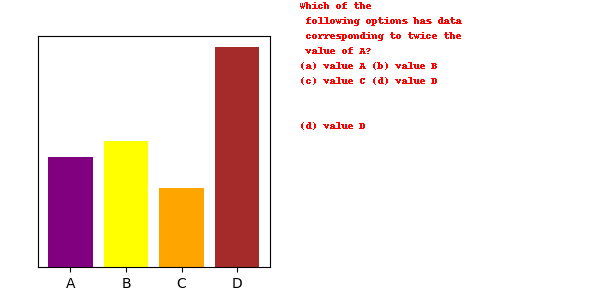 Which of the
following options has data
corresponding to twice the
value of A?
(a) value A (b) value B
(c) value C (d) value D
(d) value D
A B C D